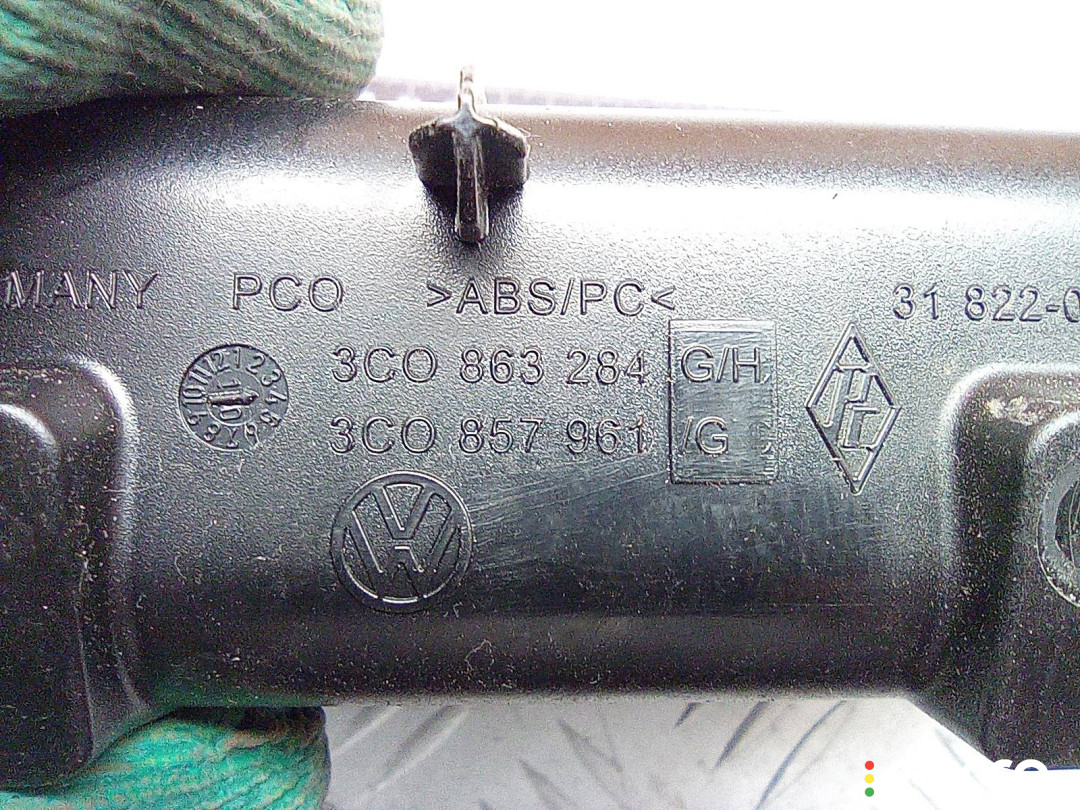 MANY PCO >ABS/PC< 31 822-0
3C0 863 284 G/H
3C0 857 961 /G